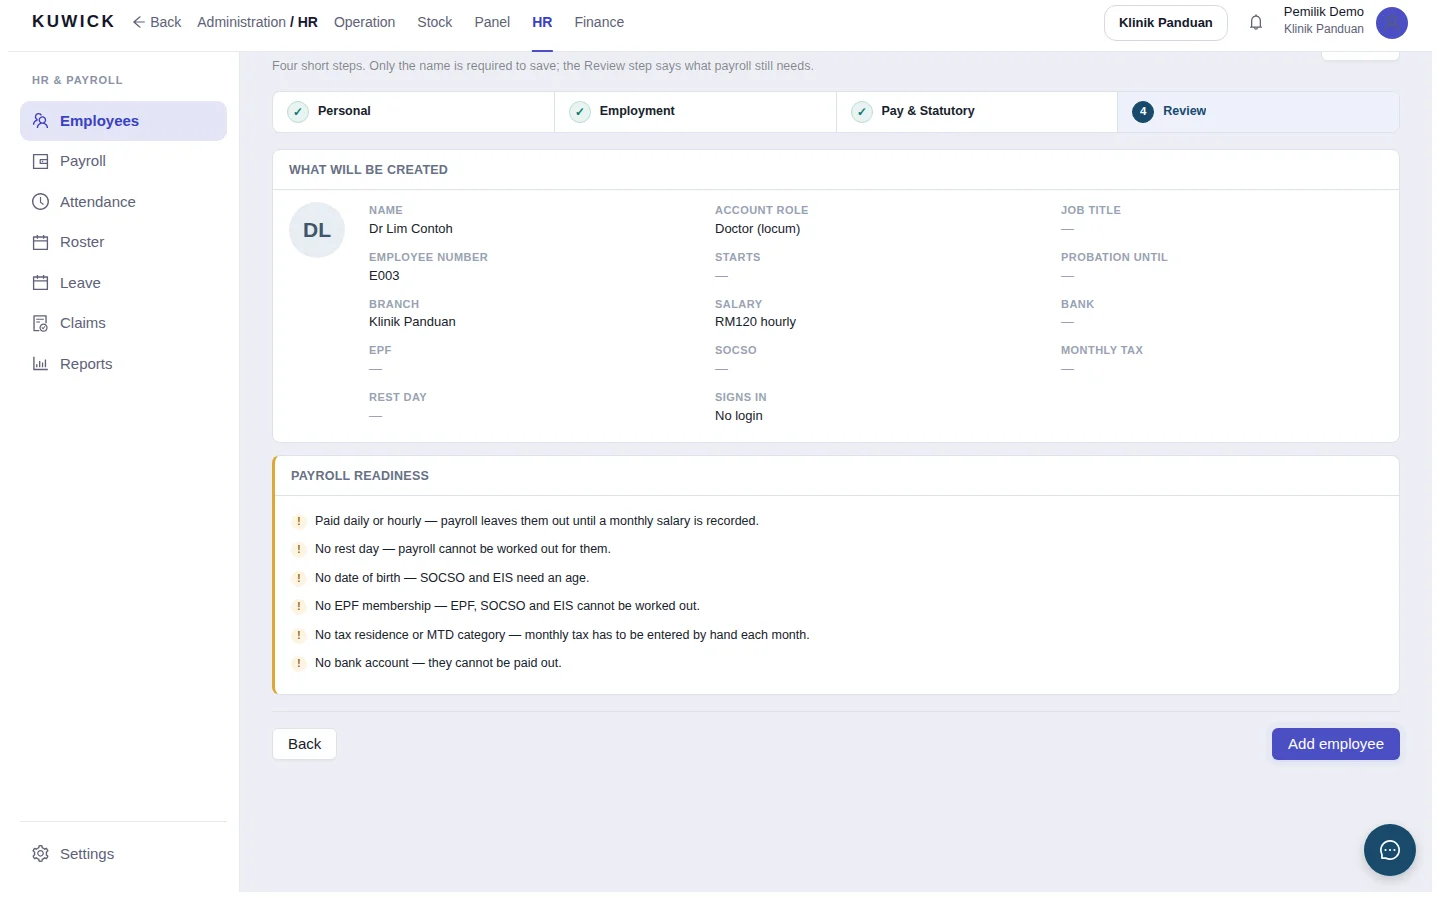 KUWICK
Back
Administration / HR
Operation
Stock
Panel
HR
Finance
Klinik Panduan
Pemilik Demo
Klinik Panduan
HR & PAYROLL
Employees
Payroll
Attendance
Roster
Leave
Claims
Reports
Settings
Four short steps. Only the name is required to save; the Review step says what payroll still needs.
✓ Personal
✓ Employment
✓ Pay & Statutory
4 Review
WHAT WILL BE CREATED
DL
NAME
Dr Lim Contoh
ACCOUNT ROLE
Doctor (locum)
JOB TITLE
—
EMPLOYEE NUMBER
E003
STARTS
—
PROBATION UNTIL
—
BRANCH
Klinik Panduan
SALARY
RM120 hourly
BANK
—
EPF
—
SOCSO
—
MONTHLY TAX
—
REST DAY
—
SIGNS IN
No login
PAYROLL READINESS
! Paid daily or hourly — payroll leaves them out until a monthly salary is recorded.
! No rest day — payroll cannot be worked out for them.
! No date of birth — SOCSO and EIS need an age.
! No EPF membership — EPF, SOCSO and EIS cannot be worked out.
! No tax residence or MTD category — monthly tax has to be entered by hand each month.
! No bank account — they cannot be paid out.
Back
Add employee